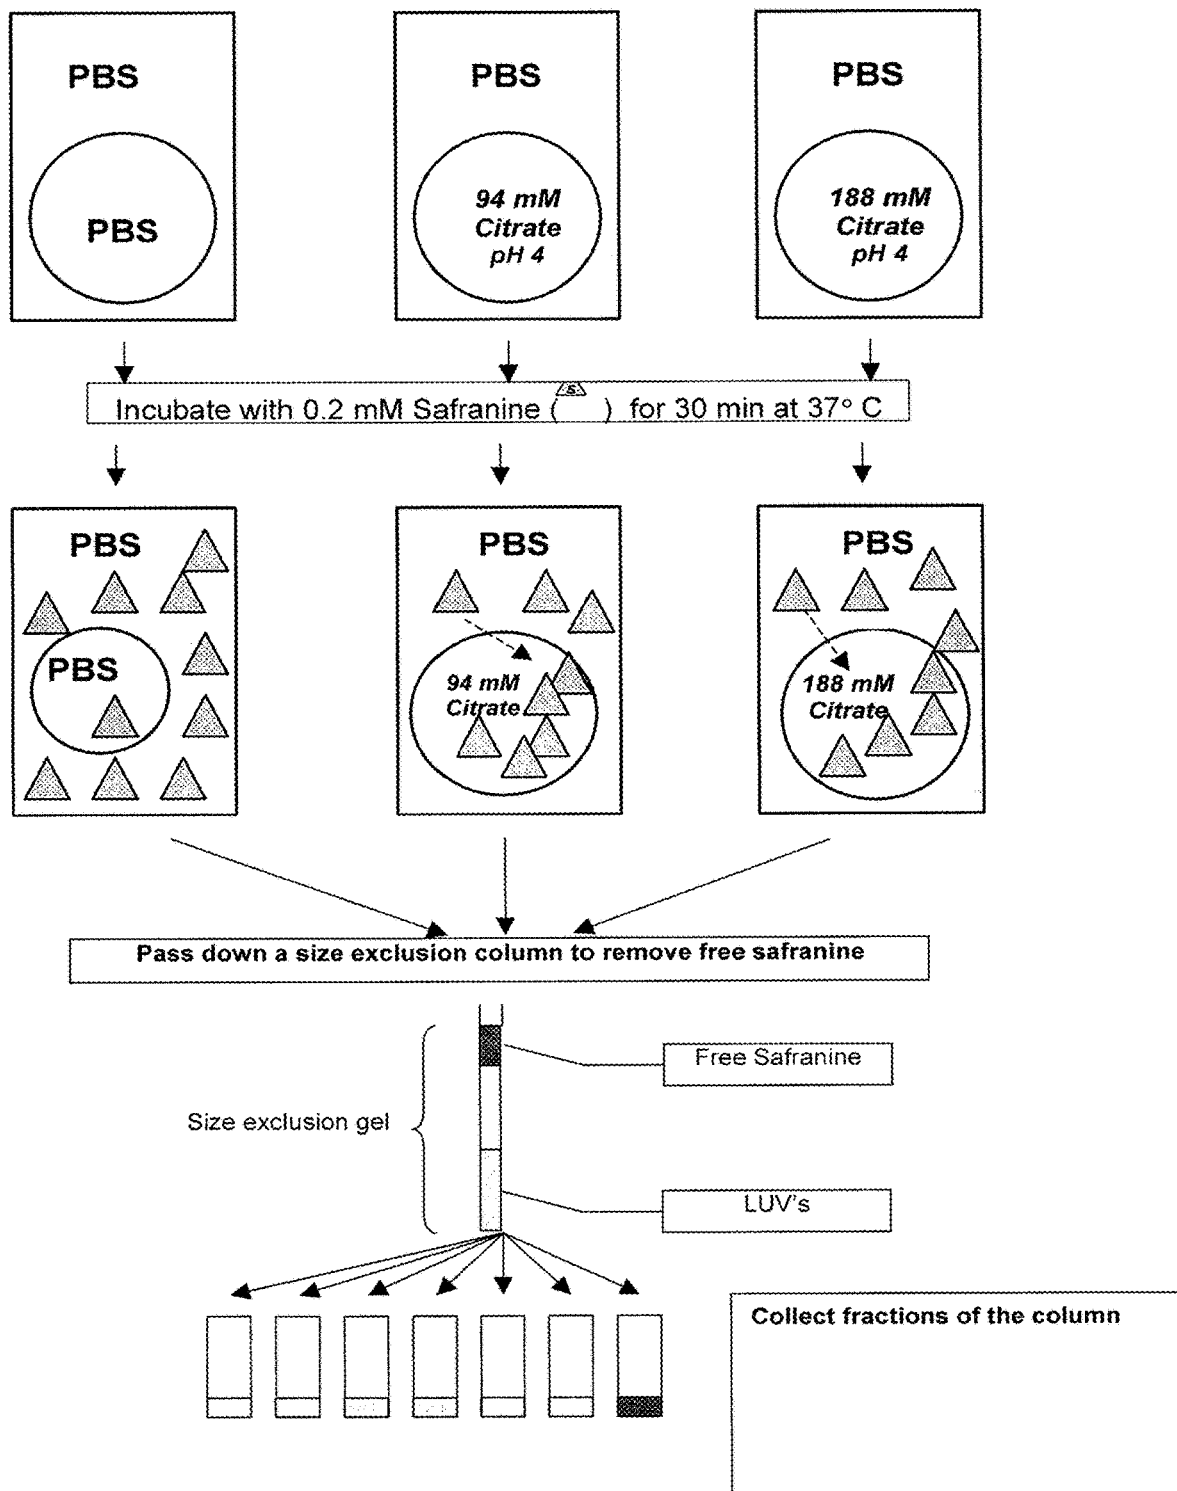 PBS
PBS
PBS
PBS
94 mM
Citrate
pH 4
188 mM
Citrate
pH 4
Incubate with 0.2 mM Safranine (S) for 30 min at 37° C
PBS
PBS
PBS
PBS
94 mM
Citrate
188 mM
Citrate
Pass down a size exclusion column to remove free safranine
Free Safranine
Size exclusion gel
LUV's
Collect fractions of the column